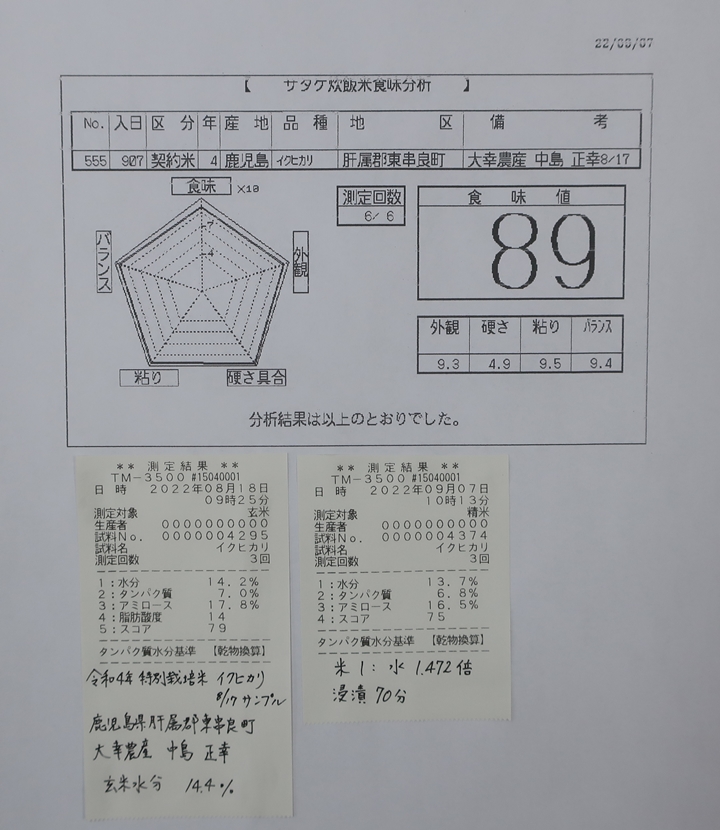 22/09/07
【 サタケ炊飯米食味分析 】
No. 入日 区 分 年 産 地 品 種 地 区 備 考
555 907 契約米 4 鹿児島 イクヒカリ 肝属郡東串良町 大幸農産 中島 正幸8/17
食味 ×10
7
4
バランス
外観
粘り
硬さ具合
測定回数
6/ 6
食 味 値
89
外観 硬さ 粘り バランス
9.3 4.9 9.5 9.4
分析結果は以上のとおりでした。
** 測定結果 **
TM-3500 #15040001
日 時 2022年08月18日
09時25分
測定対象 玄米
生産者 0000000000
試料No. 0000004295
試料名 イクヒカリ
測定回数 3回
1:水分 14.2%
2:タンパク質 7.0%
3:アミロース 17.8%
4:脂肪酸度 14
5:スコア 79
タンパク質水分基準 【乾物換算】
令和4年 特別栽培米 イクヒカリ
8/17 サンプル
鹿児島県肝属郡東串良町
大幸農産 中島 正幸
玄米水分 14.4%
** 測定結果 **
TM-3500 #15040001
日 時 2022年09月07日
10時13分
測定対象 精米
生産者 0000000000
試料No. 0000004374
試料名 イクヒカリ
測定回数 3回
1:水分 13.7%
2:タンパク質 6.8%
3:アミロース 16.5%
4:スコア 75
タンパク質水分基準 【乾物換算】
米 1: 水 1.472倍
浸漬 70分